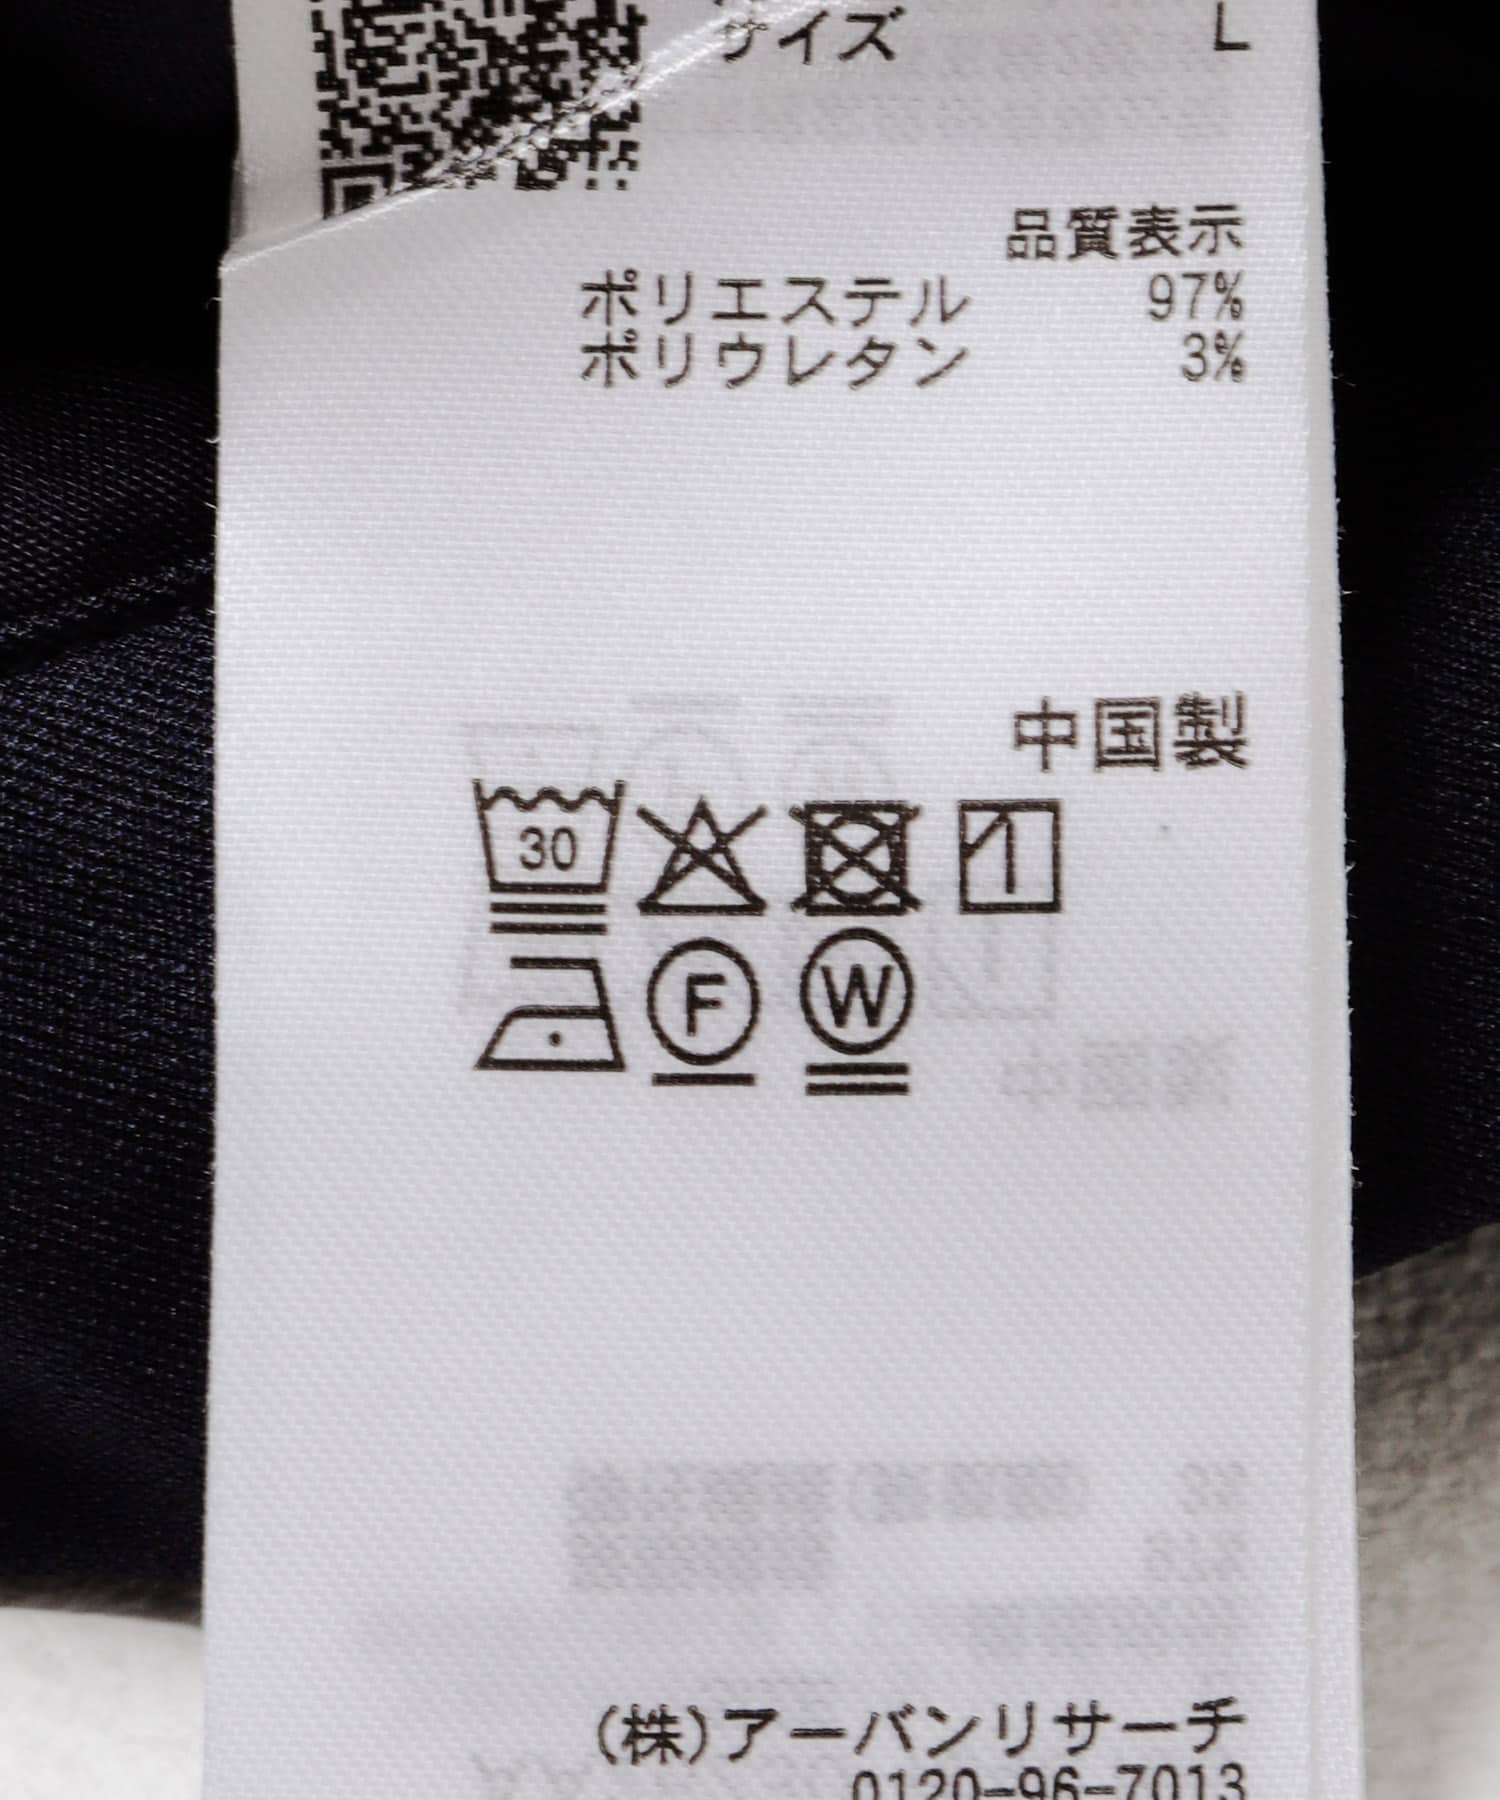 サイズ L
品質表示
ポリエステル 97%
ポリウレタン 3%
中国製
30
F W
(株)アーバンリサーチ
0120-96-7013